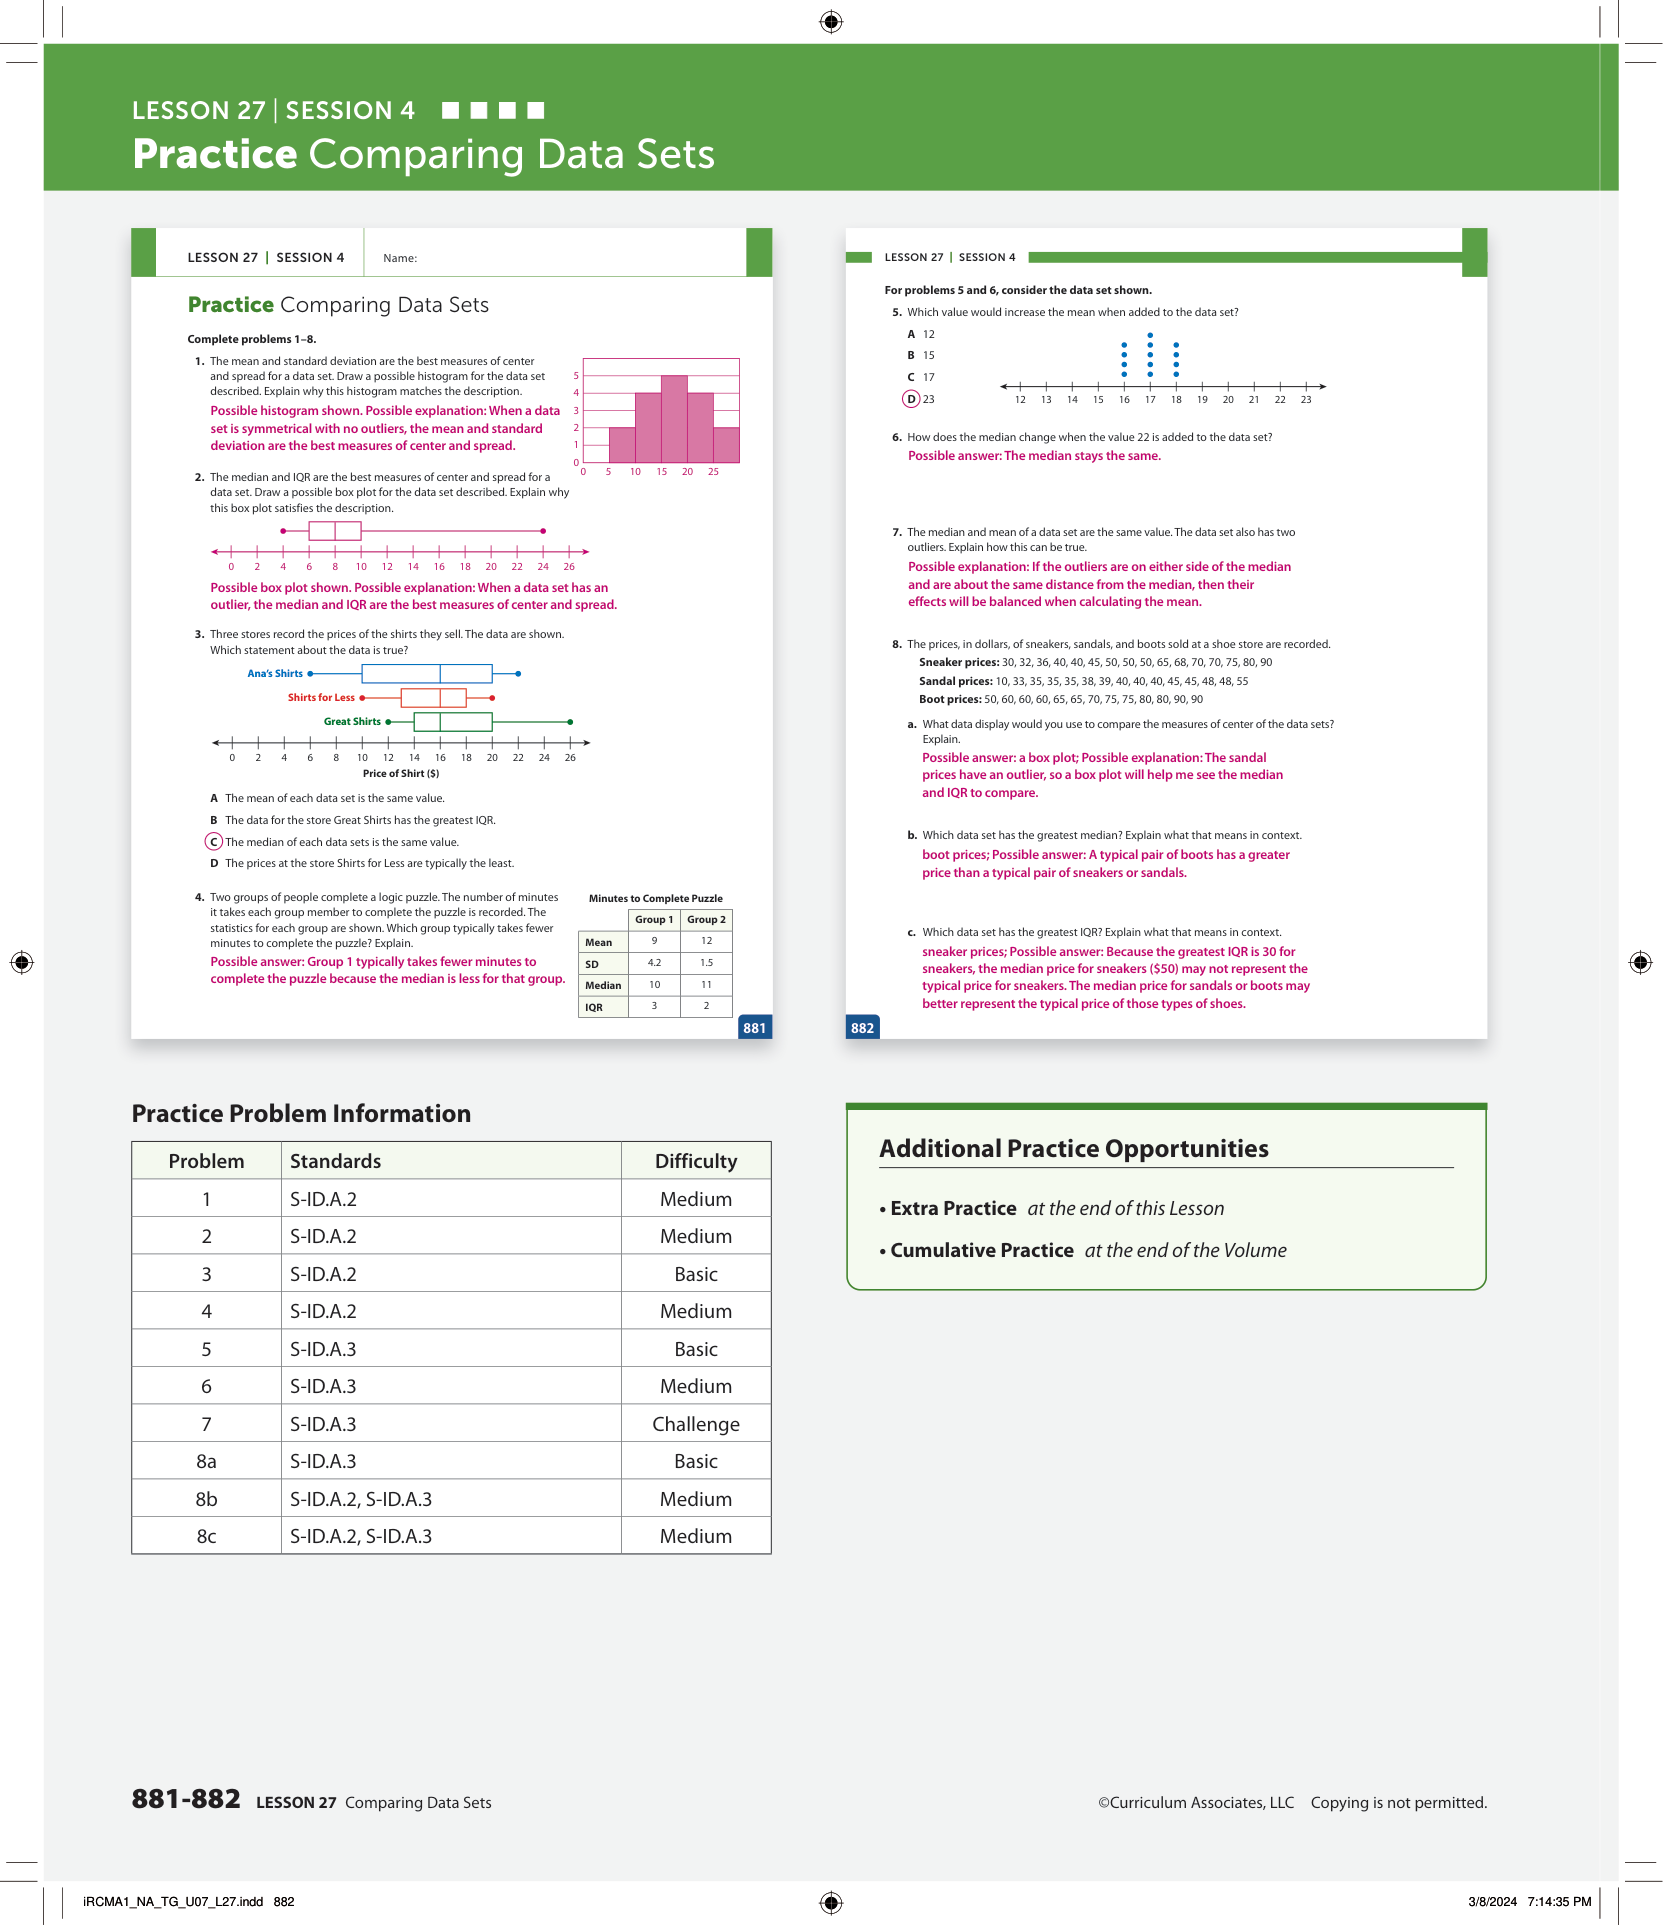 LESSON 27 | SESSION 4
Practice Comparing Data Sets
LESSON 27 | SESSION 4
Name:
Practice Comparing Data Sets
Complete problems 1–8.
1. The mean and standard deviation are the best measures of center
and spread for a data set. Draw a possible histogram for the data set
described. Explain why this histogram matches the description.
Possible histogram shown. Possible explanation: When a data
set is symmetrical with no outliers, the mean and standard
deviation are the best measures of center and spread.
5
4
3
2
1
0
0 5 10 15 20 25
2. The median and IQR are the best measures of center and spread for a
data set. Draw a possible box plot for the data set described. Explain why
this box plot satisfies the description.
0 2 4 6 8 10 12 14 16 18 20 22 24 26
Possible box plot shown. Possible explanation: When a data set has an
outlier, the median and IQR are the best measures of center and spread.
3. Three stores record the prices of the shirts they sell. The data are shown.
Which statement about the data is true?
Ana's Shirts
Shirts for Less
Great Shirts
0 2 4 6 8 10 12 14 16 18 20 22 24 26
Price of Shirt ($)
A The mean of each data set is the same value.
B The data for the store Great Shirts has the greatest IQR.
C The median of each data sets is the same value.
D The prices at the store Shirts for Less are typically the least.
4. Two groups of people complete a logic puzzle. The number of minutes
it takes each group member to complete the puzzle is recorded. The
statistics for each group are shown. Which group typically takes fewer
minutes to complete the puzzle? Explain.
Possible answer: Group 1 typically takes fewer minutes to
complete the puzzle because the median is less for that group.
Minutes to Complete Puzzle
Group 1 Group 2
Mean 9 12
SD 4.2 1.5
Median 10 11
IQR 3 2
881
LESSON 27 | SESSION 4
For problems 5 and 6, consider the data set shown.
5. Which value would increase the mean when added to the data set?
A 12
B 15
C 17
D 23
12 13 14 15 16 17 18 19 20 21 22 23
6. How does the median change when the value 22 is added to the data set?
Possible answer: The median stays the same.
7. The median and mean of a data set are the same value. The data set also has two
outliers. Explain how this can be true.
Possible explanation: If the outliers are on either side of the median
and are about the same distance from the median, then their
effects will be balanced when calculating the mean.
8. The prices, in dollars, of sneakers, sandals, and boots sold at a shoe store are recorded.
Sneaker prices: 30, 32, 36, 40, 40, 45, 50, 50, 50, 65, 68, 70, 70, 75, 80, 90
Sandal prices: 10, 33, 35, 35, 35, 38, 39, 40, 40, 40, 45, 45, 48, 48, 55
Boot prices: 50, 60, 60, 60, 65, 65, 70, 75, 75, 80, 80, 90, 90
a. What data display would you use to compare the measures of center of the data sets?
Explain.
Possible answer: a box plot; Possible explanation: The sandal
prices have an outlier, so a box plot will help me see the median
and IQR to compare.
b. Which data set has the greatest median? Explain what that means in context.
boot prices; Possible answer: A typical pair of boots has a greater
price than a typical pair of sneakers or sandals.
c. Which data set has the greatest IQR? Explain what that means in context.
sneaker prices; Possible answer: Because the greatest IQR is 30 for
sneakers, the median price for sneakers ($50) may not represent the
typical price for sneakers. The median price for sandals or boots may
better represent the typical price of those types of shoes.
882
Practice Problem Information
Problem Standards Difficulty
1 S-ID.A.2 Medium
2 S-ID.A.2 Medium
3 S-ID.A.2 Basic
4 S-ID.A.2 Medium
5 S-ID.A.3 Basic
6 S-ID.A.3 Medium
7 S-ID.A.3 Challenge
8a S-ID.A.3 Basic
8b S-ID.A.2, S-ID.A.3 Medium
8c S-ID.A.2, S-ID.A.3 Medium
Additional Practice Opportunities
• Extra Practice at the end of this Lesson
• Cumulative Practice at the end of the Volume
881-882 LESSON 27 Comparing Data Sets
©Curriculum Associates, LLC Copying is not permitted.
iRCMA1_NA_TG_U07_L27.indd 882
3/8/2024 7:14:35 PM